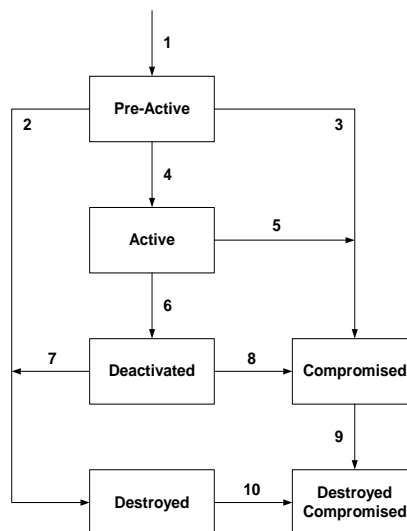 1
Pre-Active
2
3
4
Active
5
6
7
Deactivated
8
Compromised
9
Destroyed
10
Destroyed
Compromised